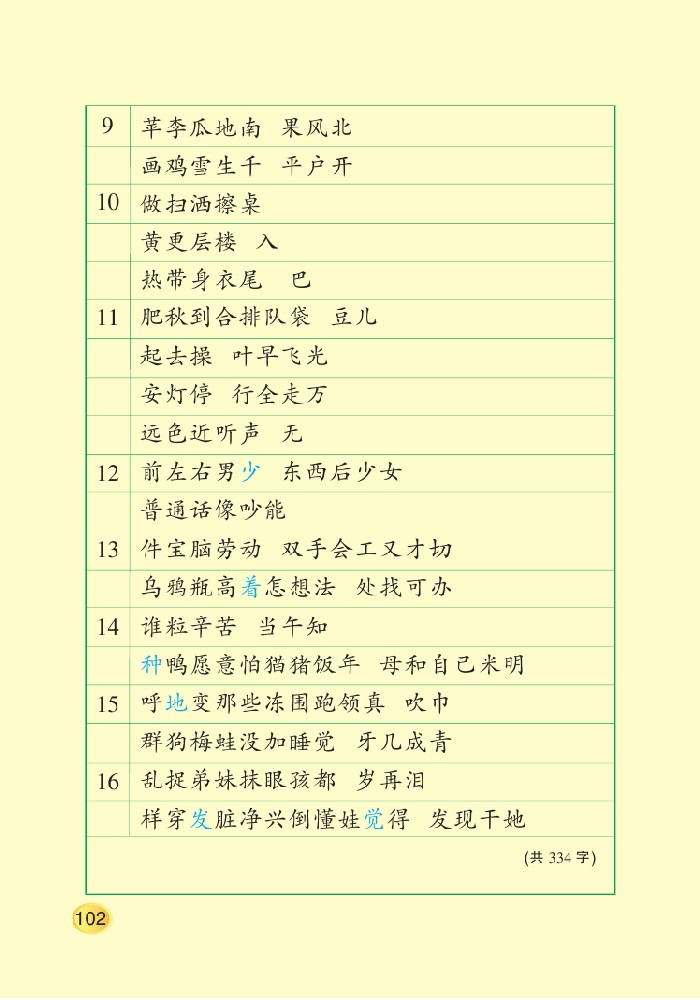 9 苹李瓜地南 果风北
画鸡雪生千 平户开
10 做扫洒擦桌
黄更层楼 入
热带身衣尾 巴
11 肥秋到合排队袋 豆儿
起去操 叶早飞光
安灯停 行全走万
远色近听声 无
12 前左右男少 东西后少女
普通话像吵能
13 件宝脑劳动 双手会工又才切
乌鸦瓶高着怎想法 处找可办
14 谁粒辛苦 当午知
种鸭愿意怕猫猪饭年 母和自己米明
15 呼地变那些冻围跑领真 吹巾
群狗梅蛙没加睡觉 牙几成青
16 乱捉弟妹抹眼孩都 岁再泪
样穿发脏净兴倒懂娃觉得 发现干她
(共 334 字)
102